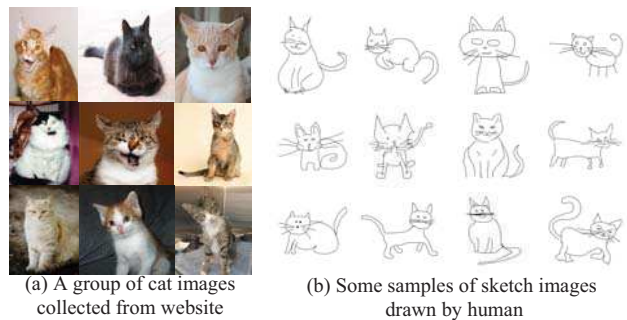 (a) A group of cat images
collected from website
(b) Some samples of sketch images
drawn by human